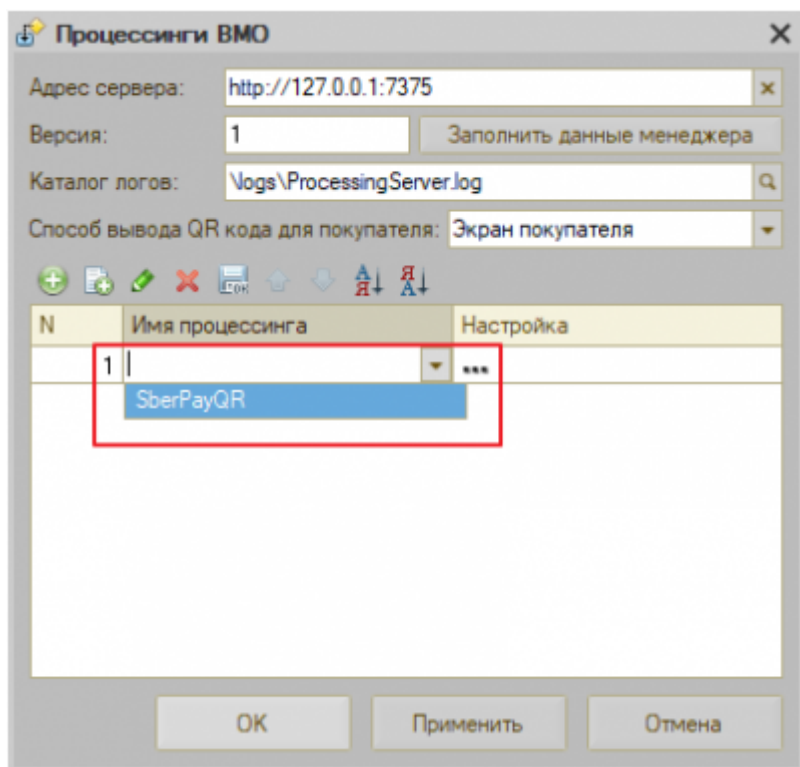 Процессинги ВМО
Адрес сервера: http://127.0.0.1:7375
Версия: 1 Заполнить данные менеджера
Каталог логов: \logs\ProcessingServer.log
Способ вывода QR кода для покупателя: Экран покупателя
N Имя процессинга Настройка
1 ...
SberPayQR
OK Применить Отмена